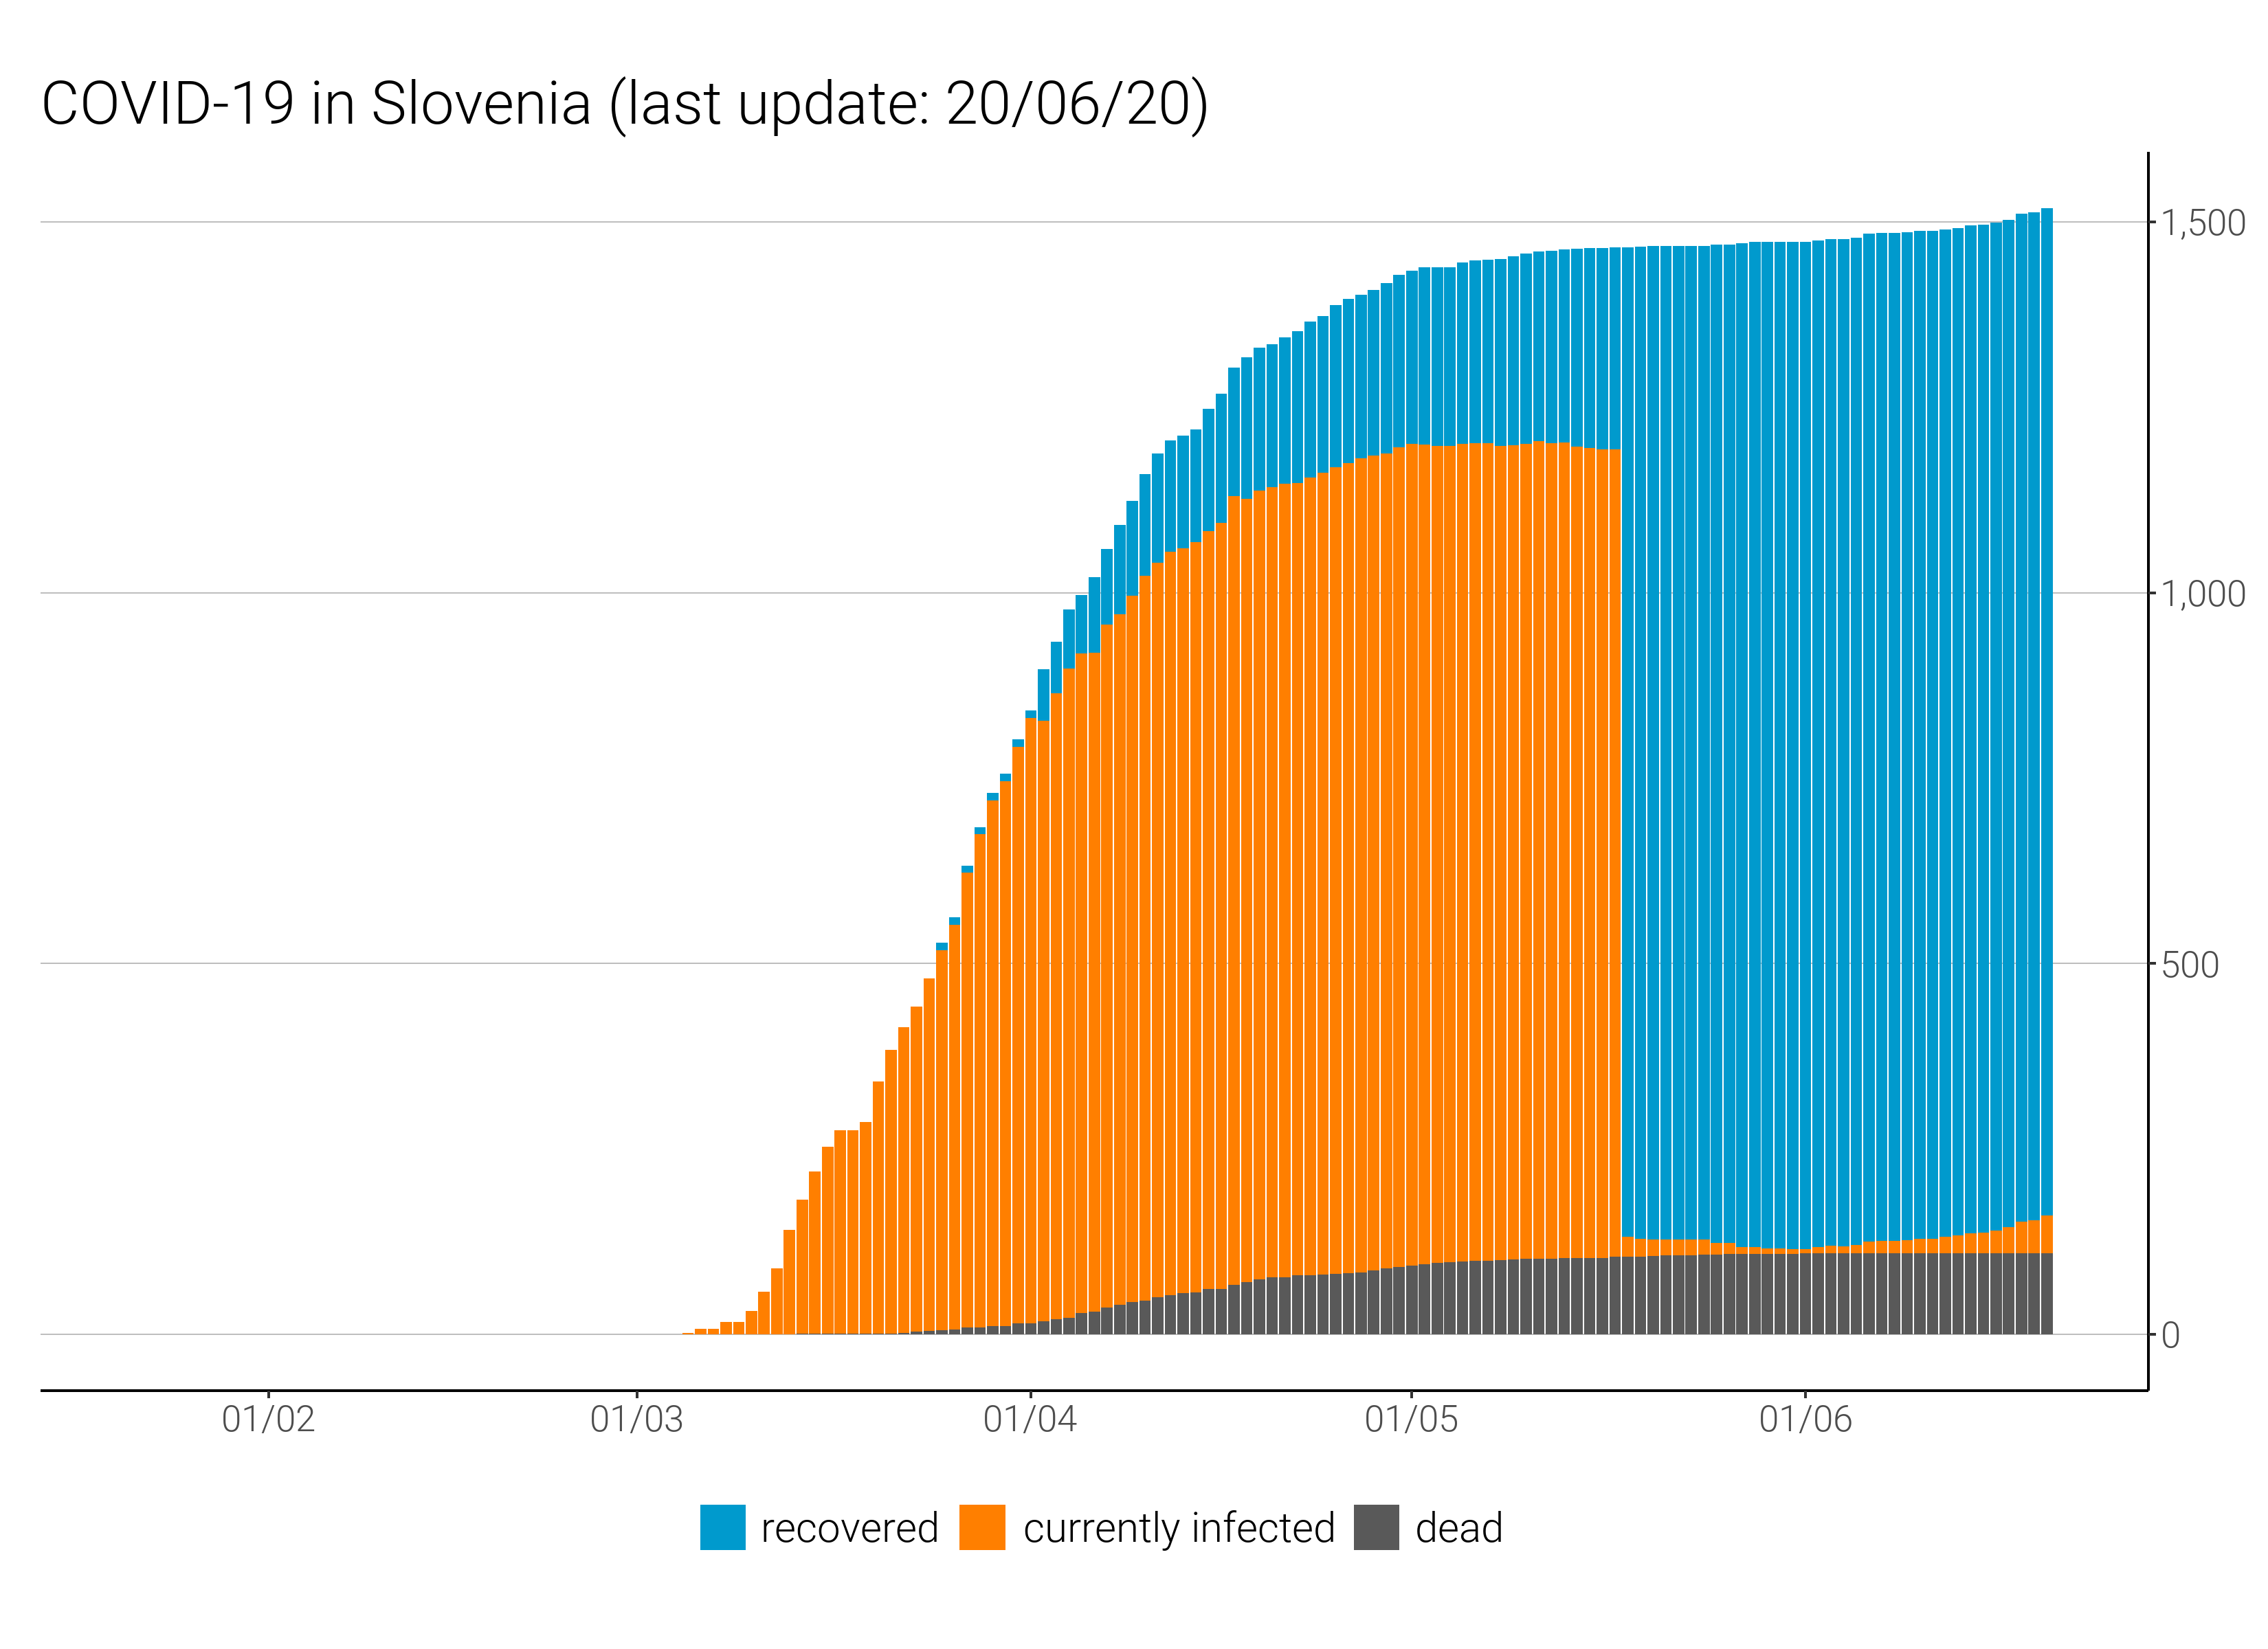 COVID-19 in Slovenia (last update: 20/06/20)
1,500
1,000
500
0
01/02 01/03 01/04 01/05 01/06
recovered currently infected dead